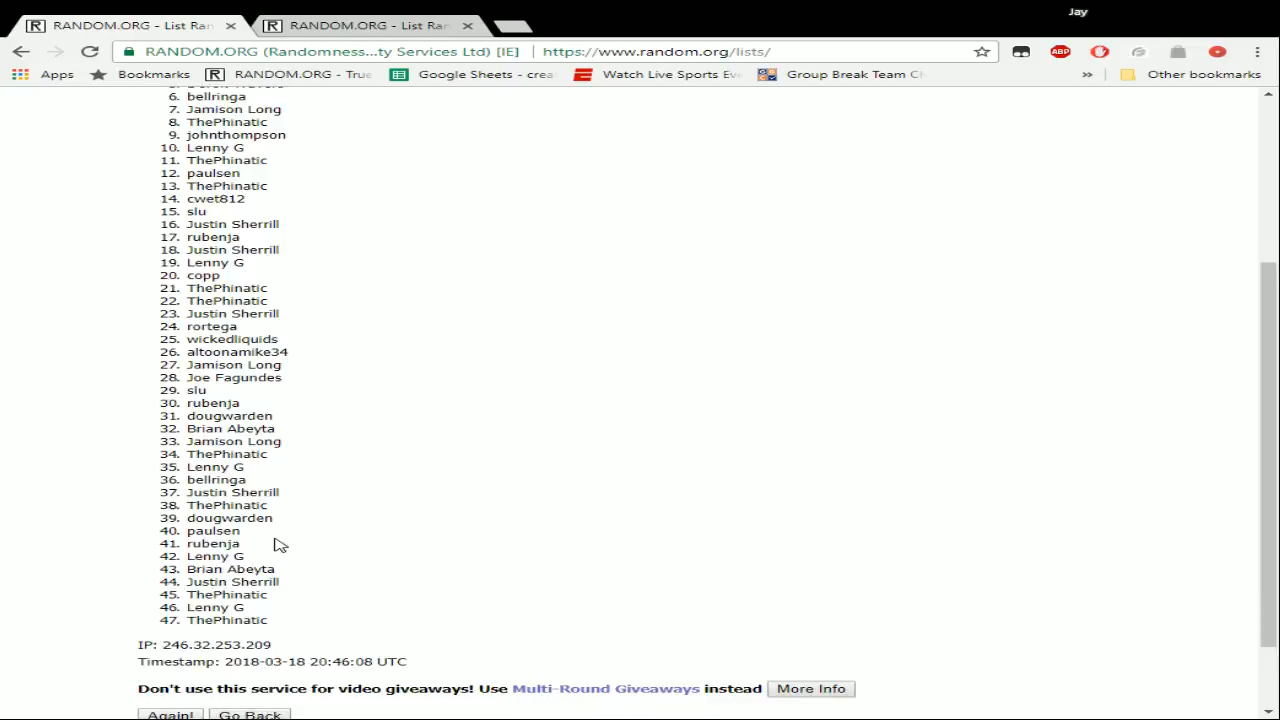 Jay
RANDOM.ORG - List Ra
RANDOM.ORG - List Ra
RANDOM.ORG (Randomness...ty Services Ltd) [IE]
https://www.random.org/lists/
ABP
Apps
Bookmarks
RANDOM.ORG - True
Google Sheets - crea
Watch Live Sports Ev
Group Break Team C
Other bookmarks
6. bellringa
7. Jamison Long
8. ThePhinatic
9. johnthompson
10. Lenny G
11. ThePhinatic
12. paulsen
13. ThePhinatic
14. cwet812
15. slu
16. Justin Sherrill
17. rubenja
18. Justin Sherrill
19. Lenny G
20. copp
21. ThePhinatic
22. ThePhinatic
23. Justin Sherrill
24. rortega
25. wickedliquids
26. altoonamike34
27. Jamison Long
28. Joe Fagundes
29. slu
30. rubenja
31. dougwarden
32. Brian Abeyta
33. Jamison Long
34. ThePhinatic
35. Lenny G
36. bellringa
37. Justin Sherrill
38. ThePhinatic
39. dougwarden
40. paulsen
41. rubenja
42. Lenny G
43. Brian Abeyta
44. Justin Sherrill
45. ThePhinatic
46. Lenny G
47. ThePhinatic
IP: 246.32.253.209
Timestamp: 2018-03-18 20:46:08 UTC
Don't use this service for video giveaways! Use Multi-Round Giveaways instead More Info
Again! Go Back